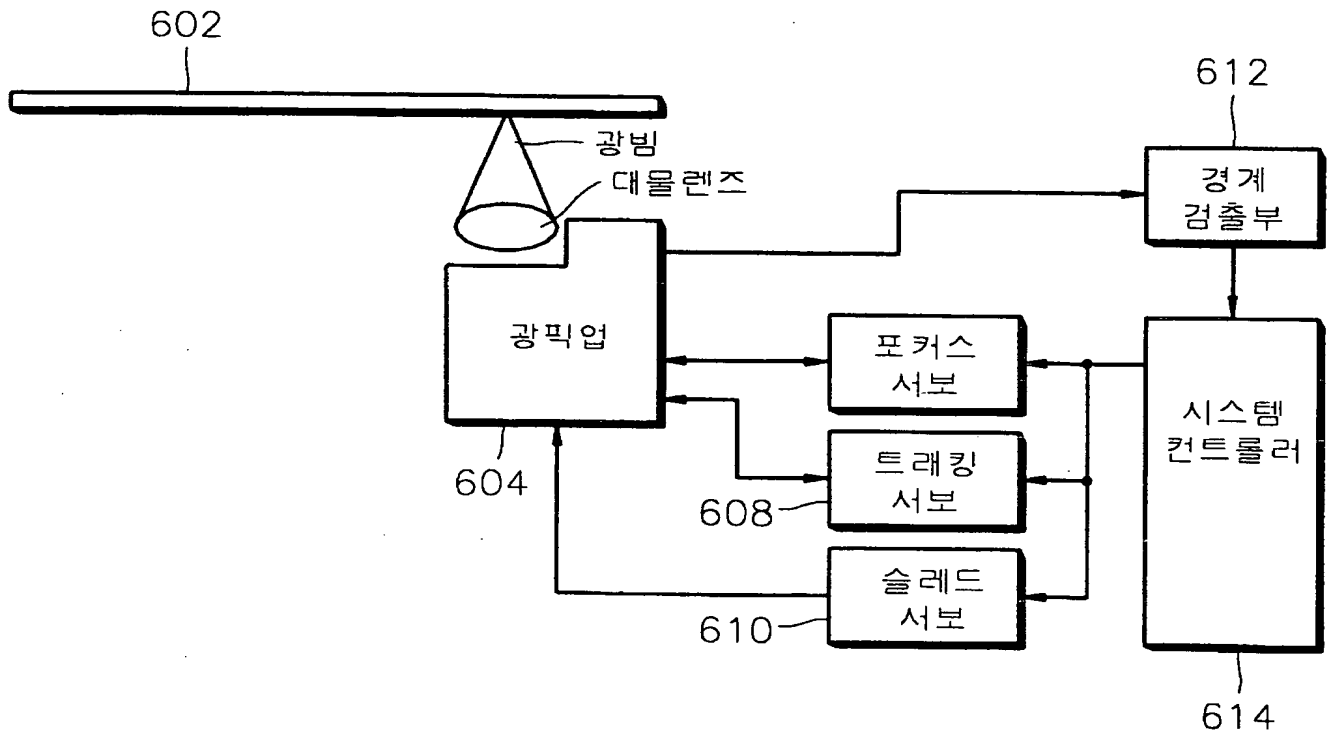 602
612
광빔
대물렌즈
경계
검출부
광픽업
포커스
서보
시스템
컨트롤러
604
트래킹
서보
608
슬레드
서보
610
614